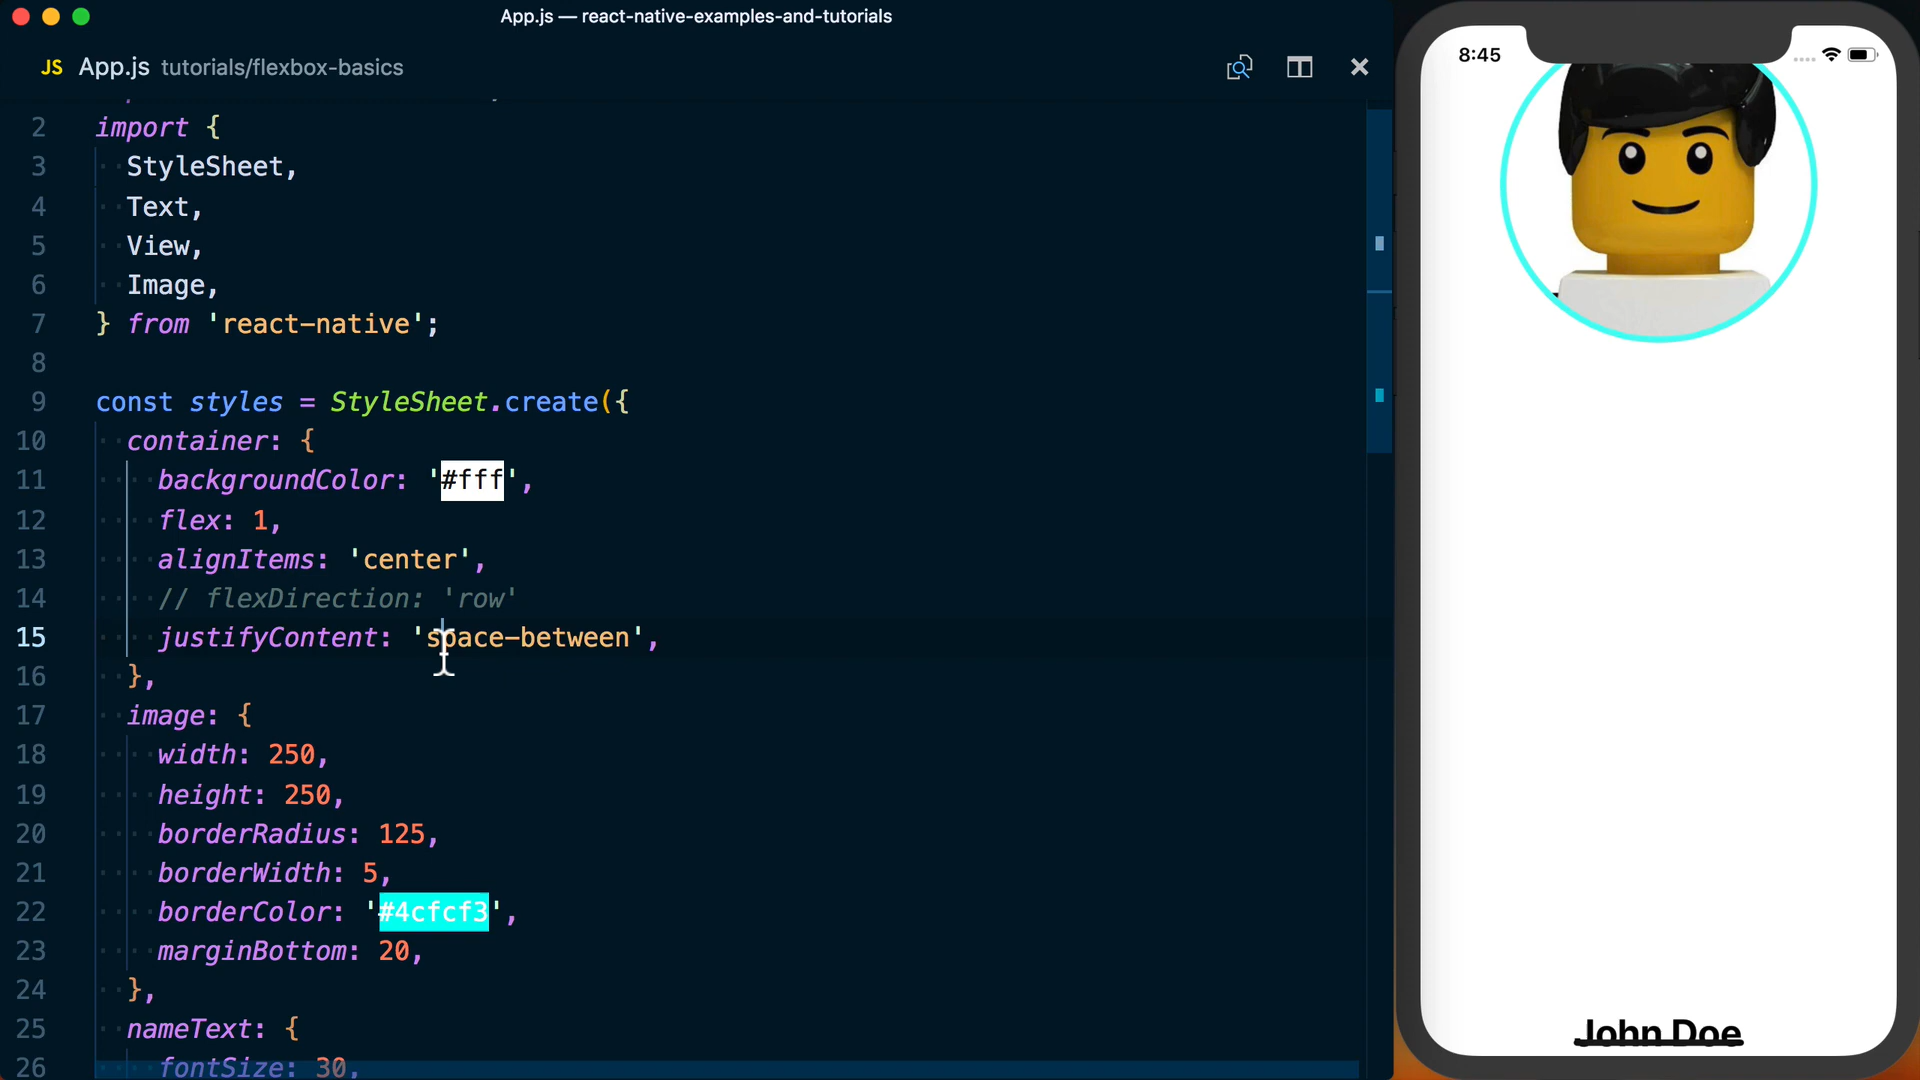 App.js — react-native-examples-and-tutorials
JS App.js tutorials/flexbox-basics
2 import {
3 StyleSheet,
4 Text,
5 View,
6 Image,
7 } from 'react-native';
8
9 const styles = StyleSheet.create({
10 container: {
11 backgroundColor: '#fff',
12 flex: 1,
13 alignItems: 'center',
14 // flexDirection: 'row'
15 justifyContent: 'space-between',
16 },
17 image: {
18 width: 250,
19 height: 250,
20 borderRadius: 125,
21 borderWidth: 5,
22 borderColor: '#4cfcf3',
23 marginBottom: 20,
24 },
25 nameText: {
26 fontSize: 30,
8:45
John Doe